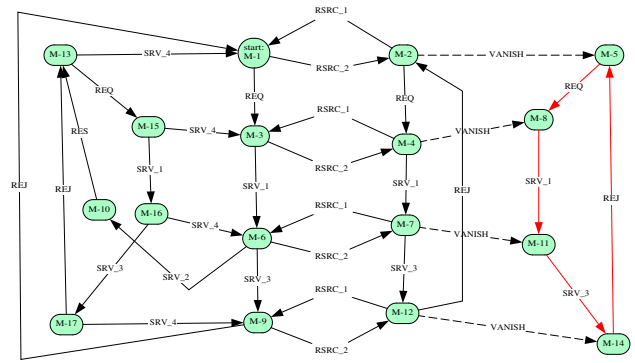 RSRC_1
start:
M-1
M-13
SRV_4
M-2
VANISH
M-5
RSRC_2
REQ
REQ
REQ
REQ
RSRC_1
M-15
SRV_4
M-3
M-8
RES
VANISH
M-4
RSRC_2
SRV_1
SRV_1
SRV_1
SRV_1
REJ
REJ
REJ
REJ
RSRC_1
M-10
M-16
SRV_4
M-7
M-6
VANISH
M-11
RSRC_2
SRV_3
SRV_2
SRV_3
SRV_3
SRV_3
RSRC_1
M-17
SRV_4
M-9
M-12
VANISH
RSRC_2
M-14